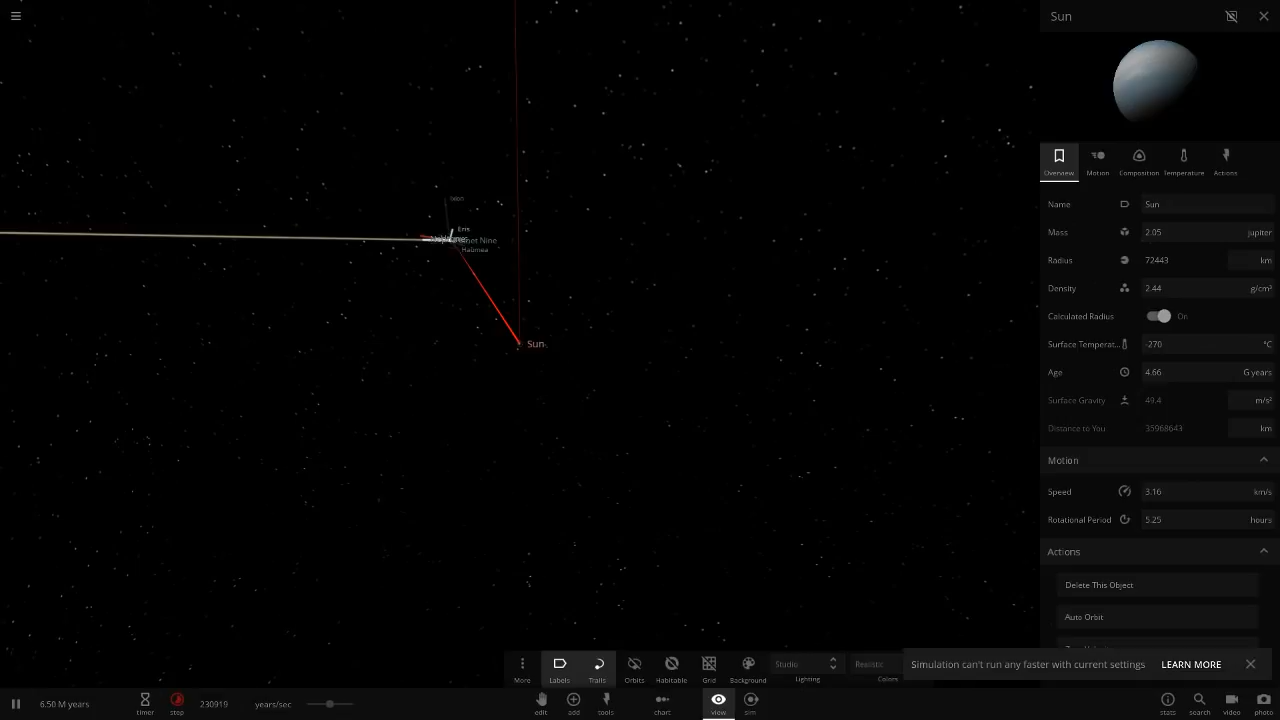 Sun
Overview
Motion
Composition
Temperature
Actions
Name
Sun
Mass
2.05
jupiter
Radius
72443
km
Density
2.44
g/cm³
Calculated Radius
On
Surface Temperat...
-270
°C
Age
4.66
G years
Surface Gravity
49.4
m/s²
Distance to You
35968643
km
Motion
Speed
3.16
km/s
Rotational Period
5.25
hours
Actions
Delete This Object
Auto Orbit
Ixion
Eris
Nine
Haumea
Sun
Simulation can't run any faster with current settings
LEARN MORE
More
Labels
Trails
Orbits
Habitable
Grid
Background
Studio
Lighting
Realistic
Colors
6.50 M years
timer
step
230919
years/sec
edit
add
tools
chart
view
sim
stats
search
video
photo